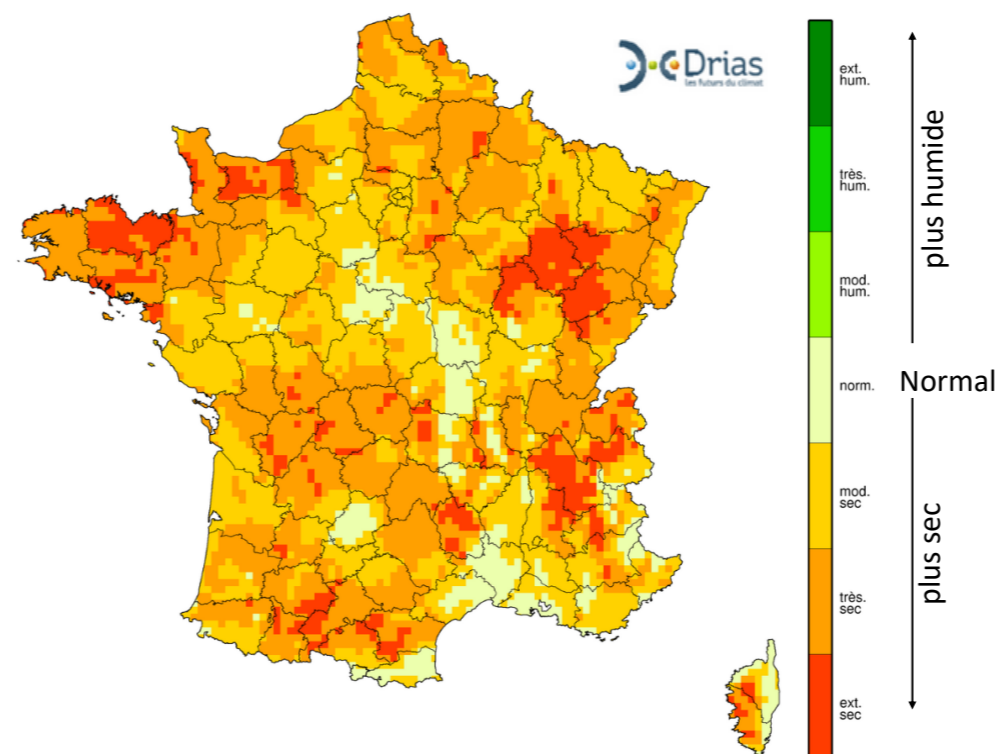 Drias
les futurs du climat
ext.
hum.
très.
hum.
mod.
hum.
norm.
mod.
sec
très.
sec
ext.
sec
plus humide
Normal
plus sec